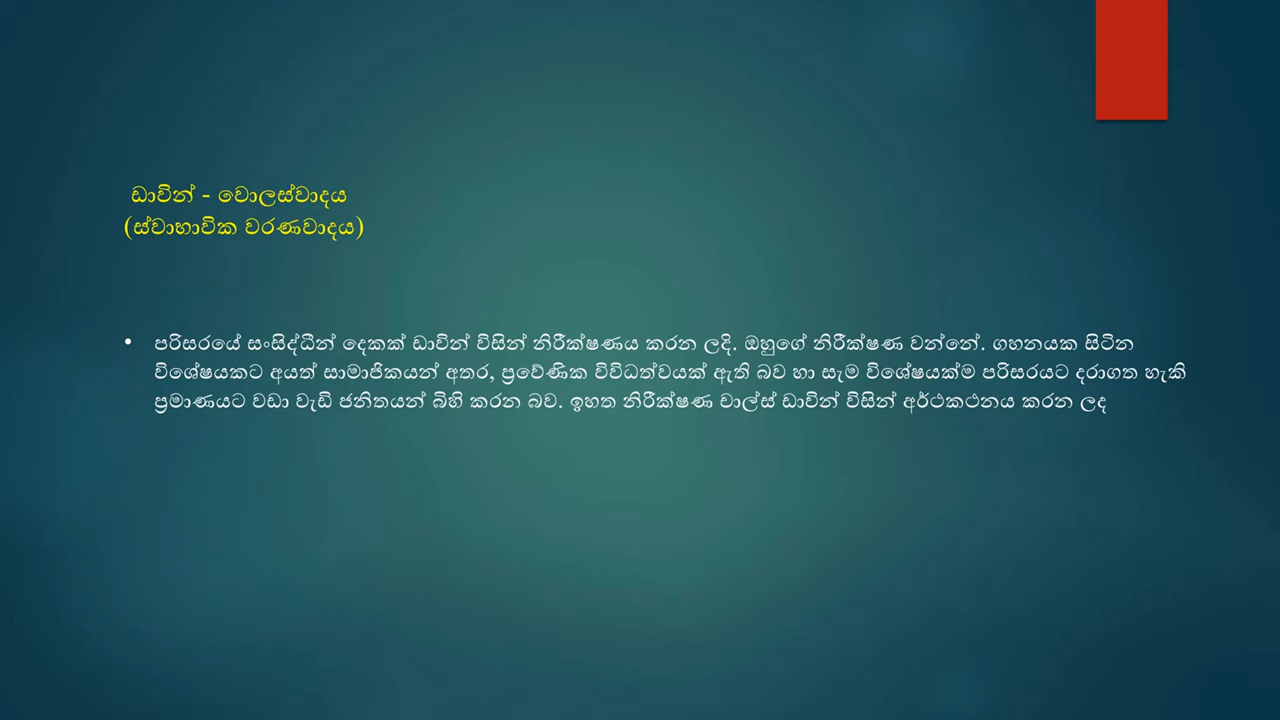 ඩාවින් - වොලස්වාදය
(ස්වාභාවික වරණවාදය)
• පරිසරයේ සංසිද්ධීන් දෙකක් ඩාවින් විසින් නිරීක්ෂණය කරන ලදි. ඔහුගේ නිරීක්ෂණ වන්නේ. ගහනයක සිටින
විශේෂයකට අයත් සාමාජිකයන් අතර, ප්‍රවේණික විවිධත්වයක් ඇති බව හා සැම විශේෂයක්ම පරිසරයට දරාගත හැකි
ප්‍රමාණයට වඩා වැඩි ජනිතයන් බිහි කරන බව. ඉහත නිරීක්ෂණ චාල්ස් ඩාවින් විසින් අර්ථකථනය කරන ලද